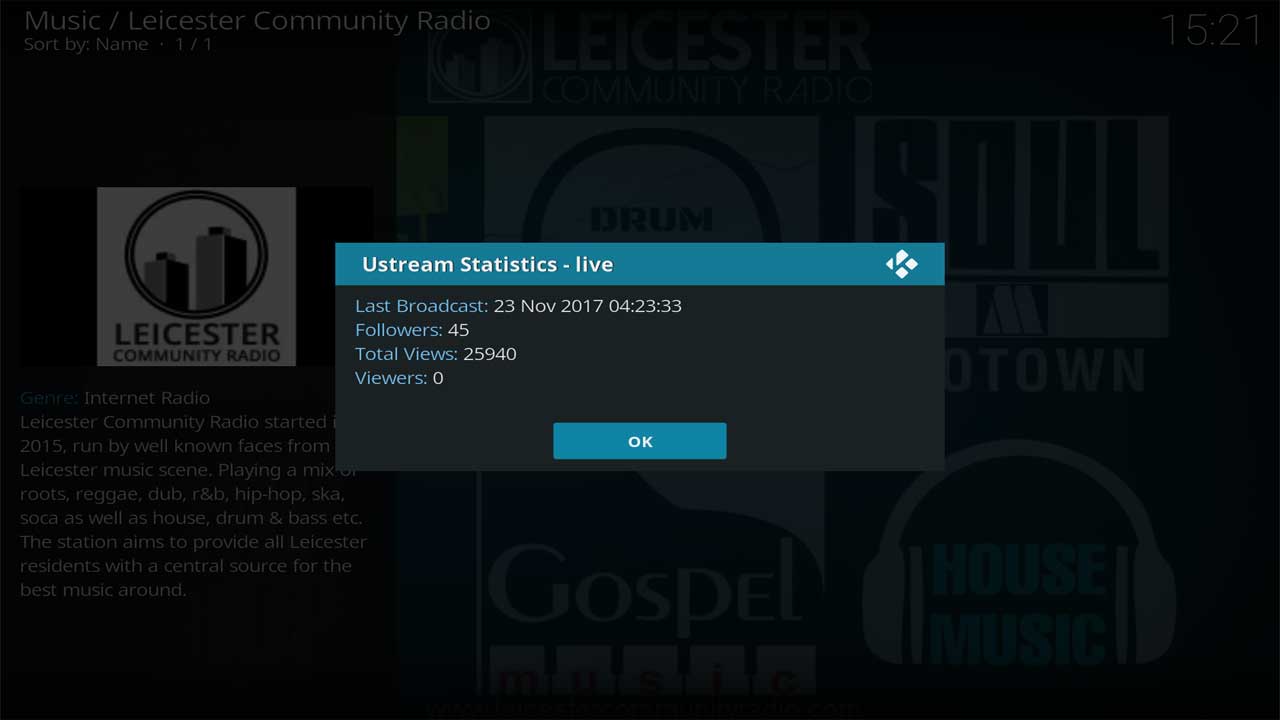 Music / Leicester Community Radio
Sort by: Name · 1 / 1
15:21
LEICESTER
COMMUNITY RADIO
DRUM
SOUL
LEICESTER
COMMUNITY RADIO
Ustream Statistics - live
Last Broadcast: 23 Nov 2017 04:23:33
Followers: 45
Total Views: 25940
Viewers: 0
OK
OTOWN
Genre: Internet Radio
Leicester Community Radio started i
2015, run by well known faces from
Leicester music scene. Playing a mix of
roots, reggae, dub, r&b, hip-hop, ska,
soca as well as house, drum & bass etc.
The station aims to provide all Leicester
residents with a central source for the
best music around.
GOSPEL
music
HOUSE
MUSIC
www.leicestercommunityradio.com